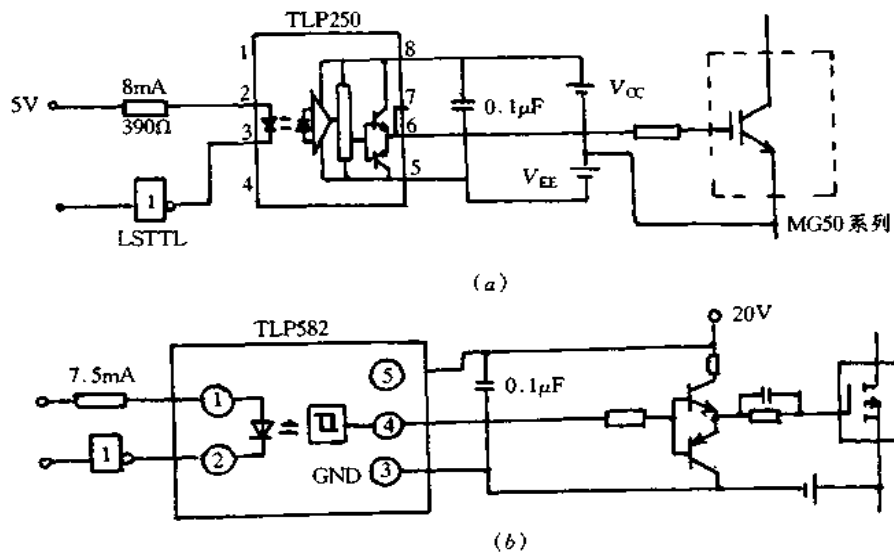 TLP250
1
8
8mA
5V
2
7
0.1μF
V_CC
390Ω
3
6
4
5
V_EE
1
LSTTL
MG50系列
(a)
TLP582
20V
7.5mA
5
0.1μF
1
4
1
2
GND
3
(b)